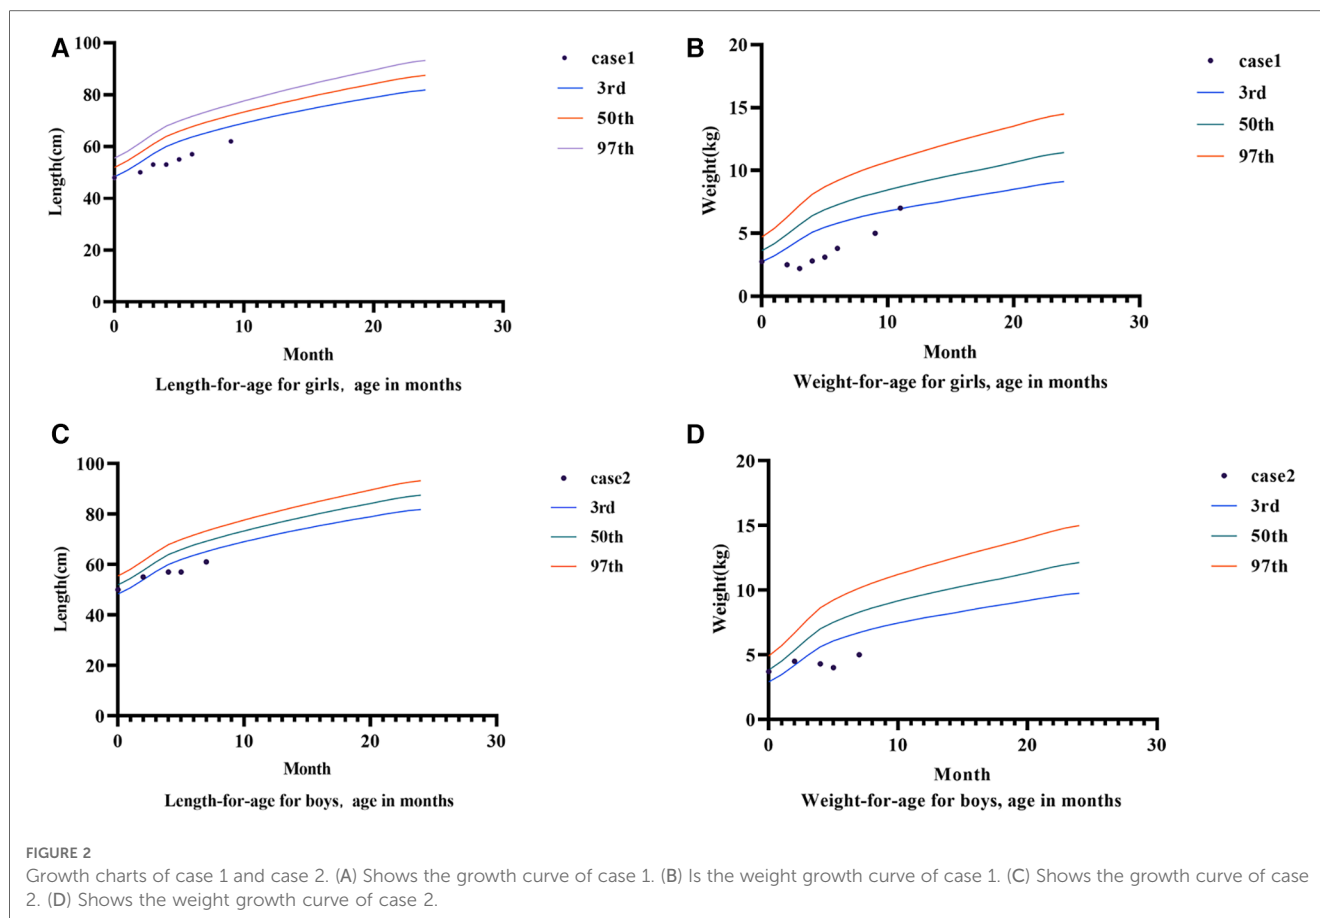 A
100
80
60
40
20
0
Length(cm)
0 10 20 30
Month
Length-for-age for girls, age in months
case1
3rd
50th
97th
B
20
15
10
5
0
Weight(kg)
0 10 20 30
Month
Weight-for-age for girls, age in months
case1
3rd
50th
97th
C
100
80
60
40
20
0
Length(cm)
0 10 20 30
Month
Length-for-age for boys, age in months
case2
3rd
50th
97th
D
20
15
10
5
0
Weight(kg)
0 10 20 30
Month
Weight-for-age for boys, age in months
case2
3rd
50th
97th
FIGURE 2
Growth charts of case 1 and case 2. (A) Shows the growth curve of case 1. (B) Is the weight growth curve of case 1. (C) Shows the growth curve of case
2. (D) Shows the weight growth curve of case 2.